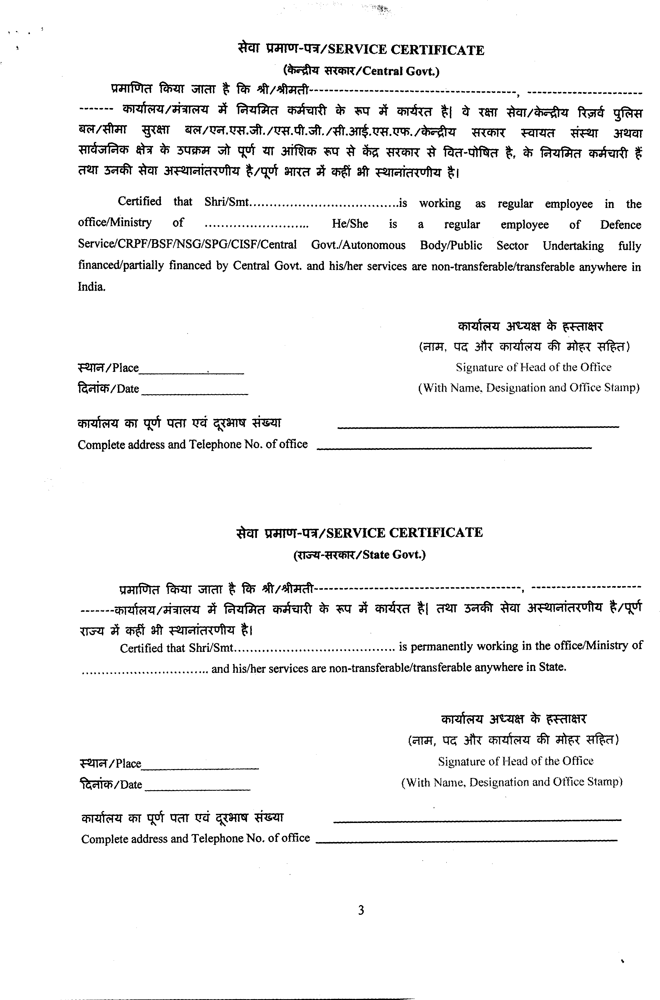 सेवा प्रमाण-पत्र/SERVICE CERTIFICATE
(केन्द्रीय सरकार/Central Govt.)
प्रमाणित किया जाता है कि श्री/श्रीमती-----------------------------------------, -----------------------
------- कार्यालय/मंत्रालय में नियमित कर्मचारी के रूप में कार्यरत है| वे रक्षा सेवा/केन्द्रीय रिज़र्व पुलिस
बल/सीमा सुरक्षा बल/एन.एस.जी./एस.पी.जी./सी.आई.एस.एफ./केन्द्रीय सरकार स्वायत संस्था अथवा
सार्वजनिक क्षेत्र के उपक्रम जो पूर्ण या आंशिक रूप से केंद्र सरकार से वित-पोषित है, के नियमित कर्मचारी हैं
तथा उनकी सेवा अस्थानांतरणीय है/पूर्ण भारत में कहीं भी स्थानांतरणीय है।
Certified that Shri/Smt.....................................is working as regular employee in the
office/Ministry of .......................... He/She is a regular employee of Defence
Service/CRPF/BSF/NSG/SPG/CISF/Central Govt./Autonomous Body/Public Sector Undertaking fully
financed/partially financed by Central Govt. and his/her services are non-transferable/transferable anywhere in
India.
कार्यालय अध्यक्ष के हस्ताक्षर
(नाम, पद और कार्यालय की मोहर सहित)
स्थान/Place__________________ Signature of Head of the Office
दिनांक/Date __________________ (With Name, Designation and Office Stamp)
कार्यालय का पूर्ण पता एवं दूरभाष संख्या ________________________________
Complete address and Telephone No. of office ________________________________
सेवा प्रमाण-पत्र/SERVICE CERTIFICATE
(राज्य-सरकार/State Govt.)
प्रमाणित किया जाता है कि श्री/श्रीमती-----------------------------------------, ----------------------
-------कार्यालय/मंत्रालय में नियमित कर्मचारी के रूप में कार्यरत है| तथा उनकी सेवा अस्थानांतरणीय है/पूर्ण
राज्य में कहीं भी स्थानांतरणीय है।
Certified that Shri/Smt........................................ is permanently working in the office/Ministry of
............................... and his/her services are non-transferable/transferable anywhere in State.
कार्यालय अध्यक्ष के हस्ताक्षर
(नाम, पद और कार्यालय की मोहर सहित)
स्थान/Place____________________ Signature of Head of the Office
दिनांक/Date __________________ (With Name, Designation and Office Stamp)
कार्यालय का पूर्ण पता एवं दूरभाष संख्या ________________________________
Complete address and Telephone No. of office ________________________________
3